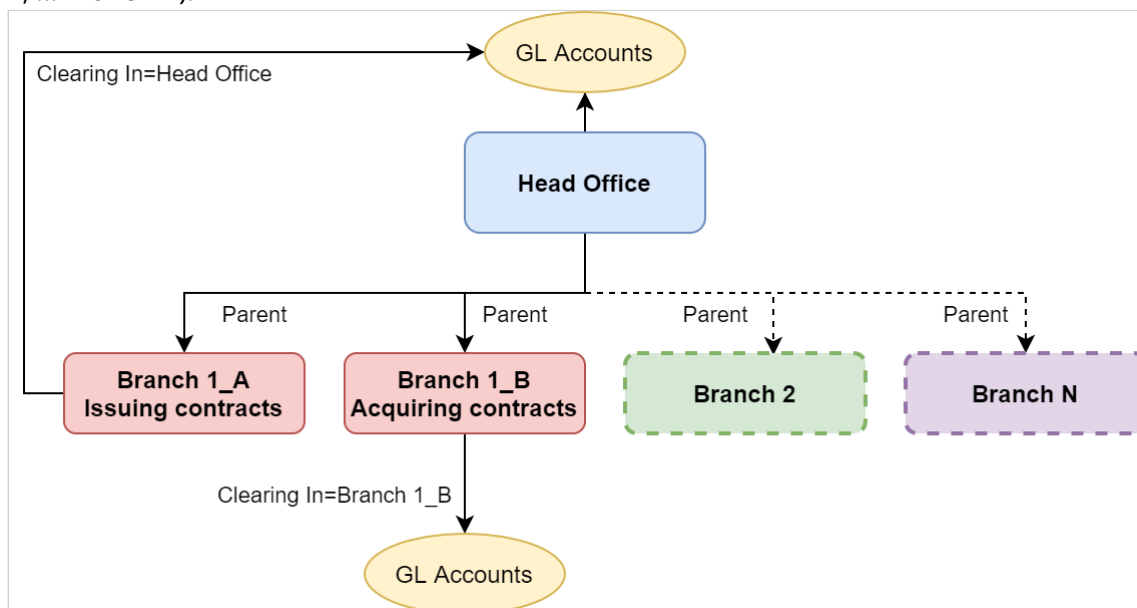 GL Accounts
Clearing In=Head Office
Head Office
Parent
Parent
Parent
Parent
Branch 1_A
Issuing contracts
Branch 1_B
Acquiring contracts
Branch 2
Branch N
Clearing In=Branch 1_B
GL Accounts